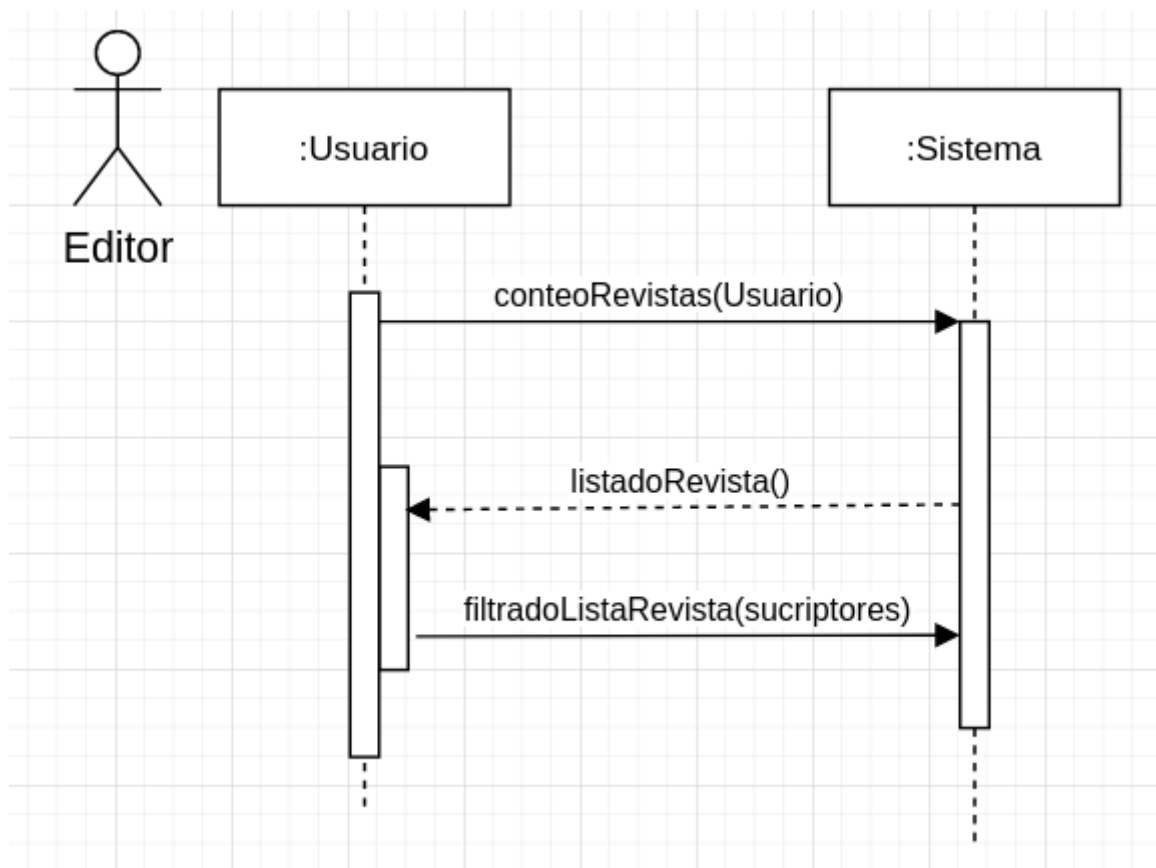 :Usuario
:Sistema
Editor
conteoRevistas(Usuario)
listadoRevista()
filtradoListaRevista(sucriptores)